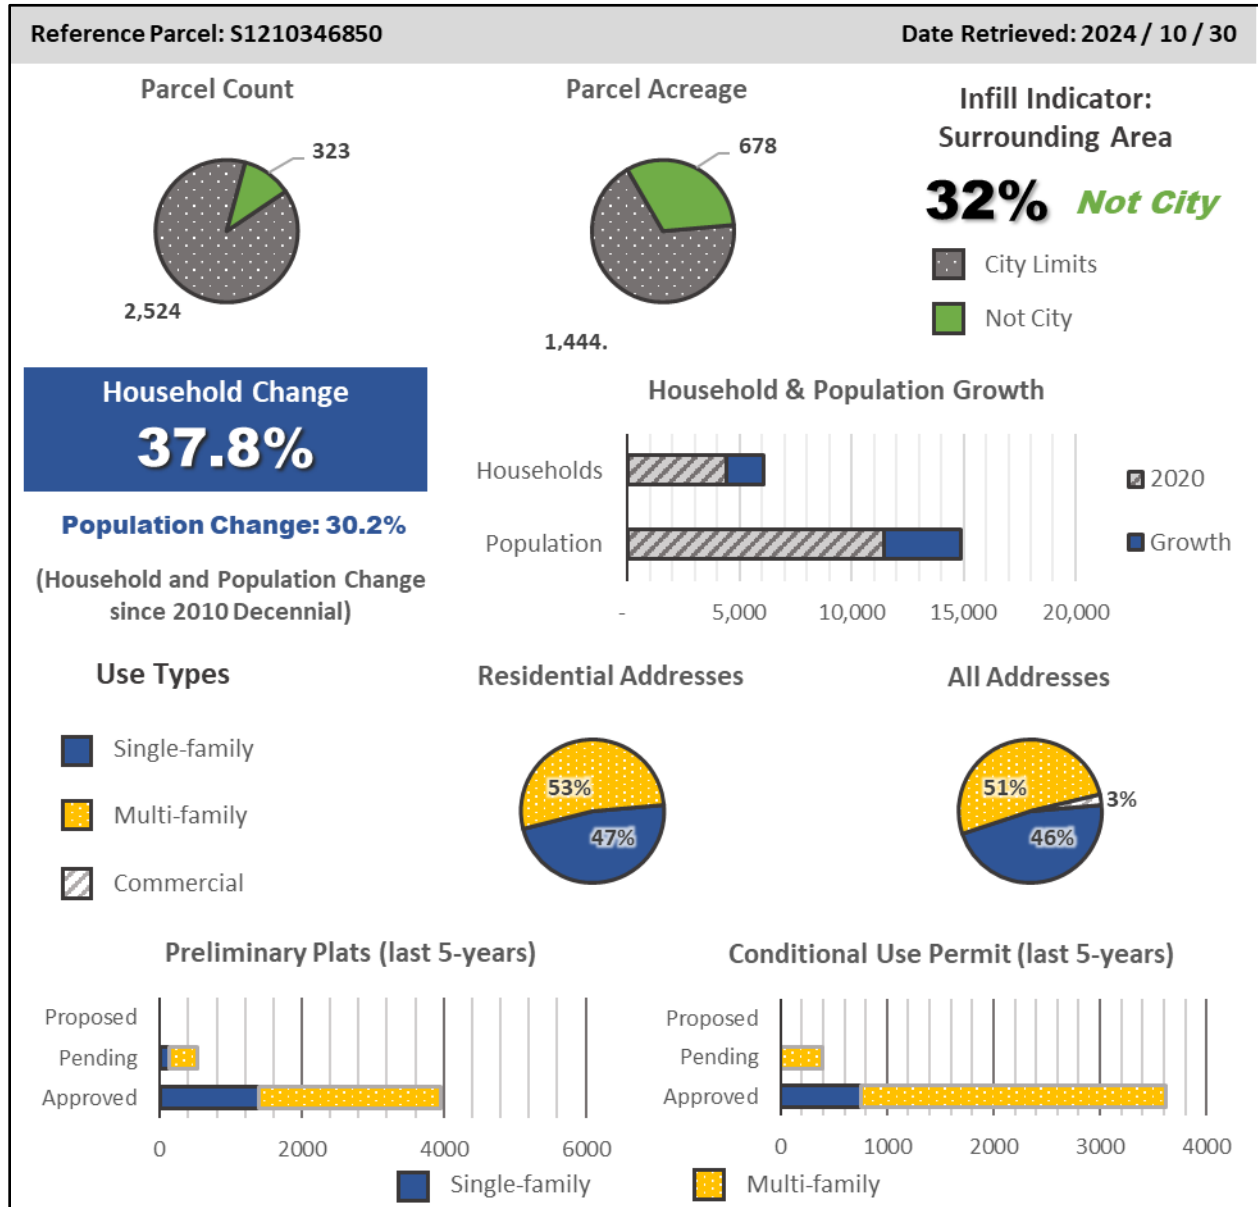 Reference Parcel: S1210346850
Date Retrieved: 2024 / 10 / 30
Parcel Count
323
2,524
Parcel Acreage
678
1,444.
Infill Indicator:
Surrounding Area
32% Not City
City Limits
Not City
Household Change
37.8%
Population Change: 30.2%
(Household and Population Change
since 2010 Decennial)
Household & Population Growth
Households
Population
- 5,000 10,000 15,000 20,000
2020
Growth
Use Types
Single-family
Multi-family
Commercial
Residential Addresses
53%
47%
All Addresses
51%
3%
46%
Preliminary Plats (last 5-years)
Proposed
Pending
Approved
0 2000 4000 6000
Conditional Use Permit (last 5-years)
Proposed
Pending
Approved
0 1000 2000 3000 4000
Single-family
Multi-family